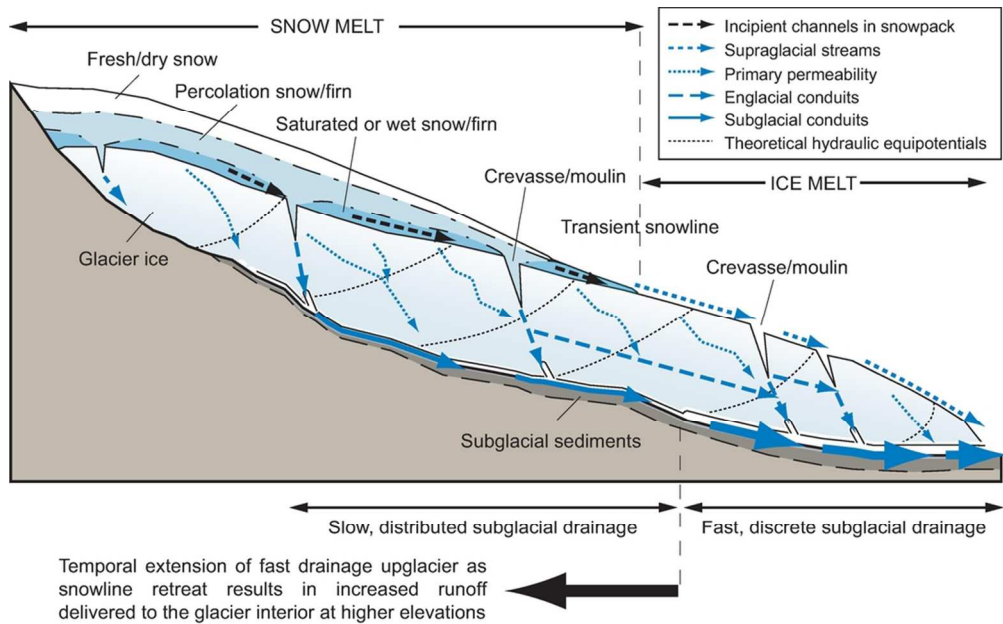 SNOW MELT
Incipient channels in snowpack
Supraglacial streams
Primary permeability
Englacial conduits
Subglacial conduits
Theoretical hydraulic equipotentials
Fresh/dry snow
Percolation snow/firn
Saturated or wet snow/firn
Crevasse/moulin
ICE MELT
Transient snowline
Crevasse/moulin
Glacier ice
Subglacial sediments
Slow, distributed subglacial drainage
Fast, discrete subglacial drainage
Temporal extension of fast drainage upglacier as
snowline retreat results in increased runoff
delivered to the glacier interior at higher elevations